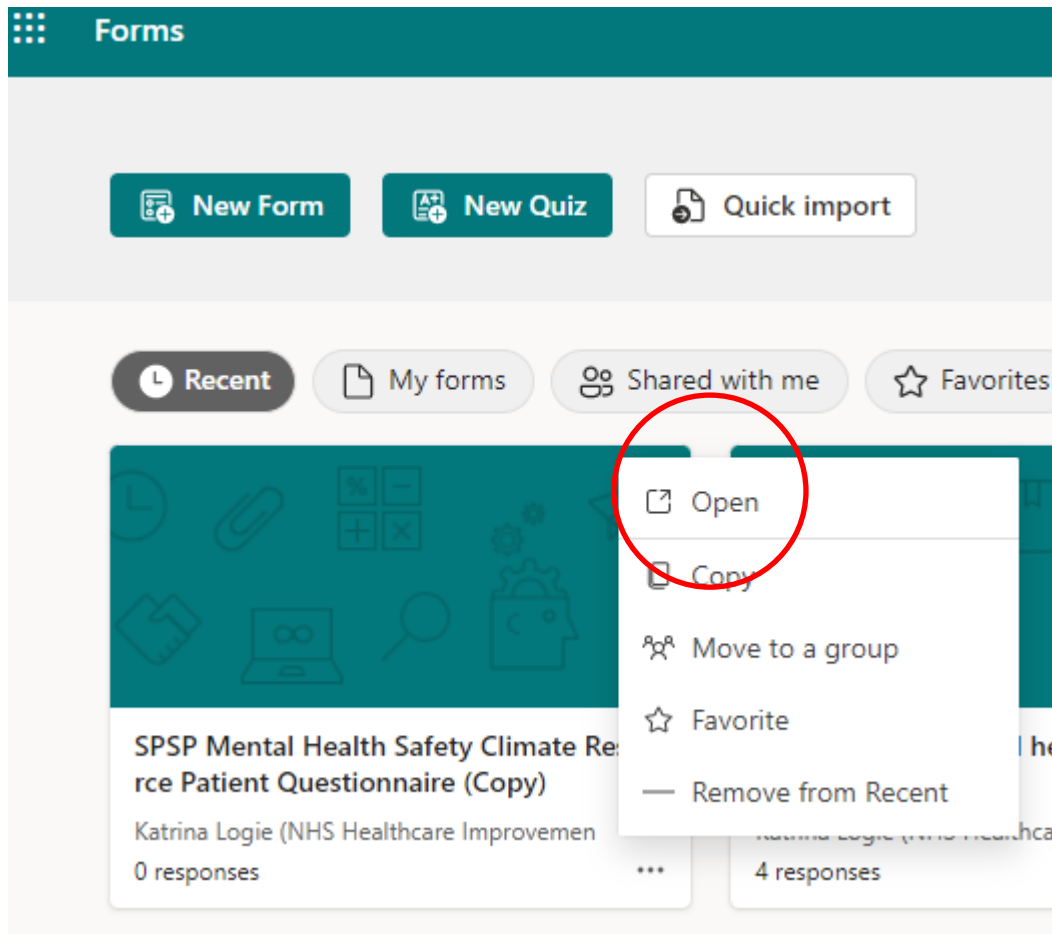 Forms
New Form
New Quiz
Quick import
Recent
My forms
Shared with me
Favorites
Open
Copy
Move to a group
Favorite
Remove from Recent
SPSP Mental Health Safety Climate Re
rce Patient Questionnaire (Copy)
Katrina Logie (NHS Healthcare Improvemen
0 responses
4 responses